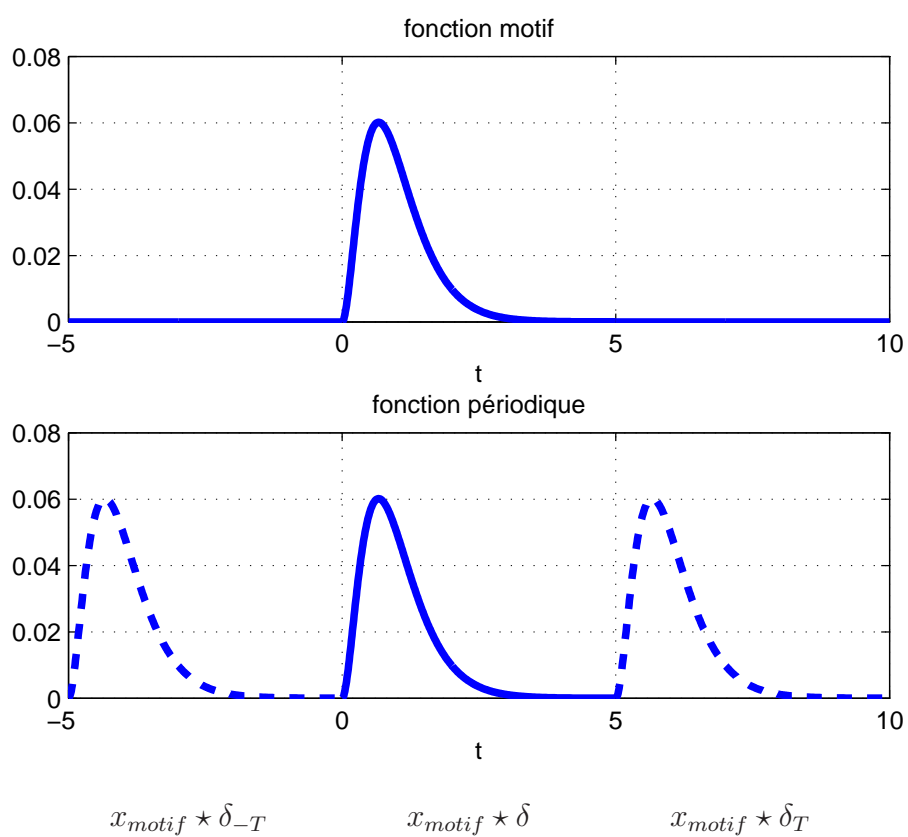 fonction motif
0.08
0.06
0.04
0.02
0
−5 0 5 10
t
fonction périodique
0.08
0.06
0.04
0.02
0
−5 0 5 10
t
x_{motif} ⋆ δ_{−T} x_{motif} ⋆ δ x_{motif} ⋆ δ_T